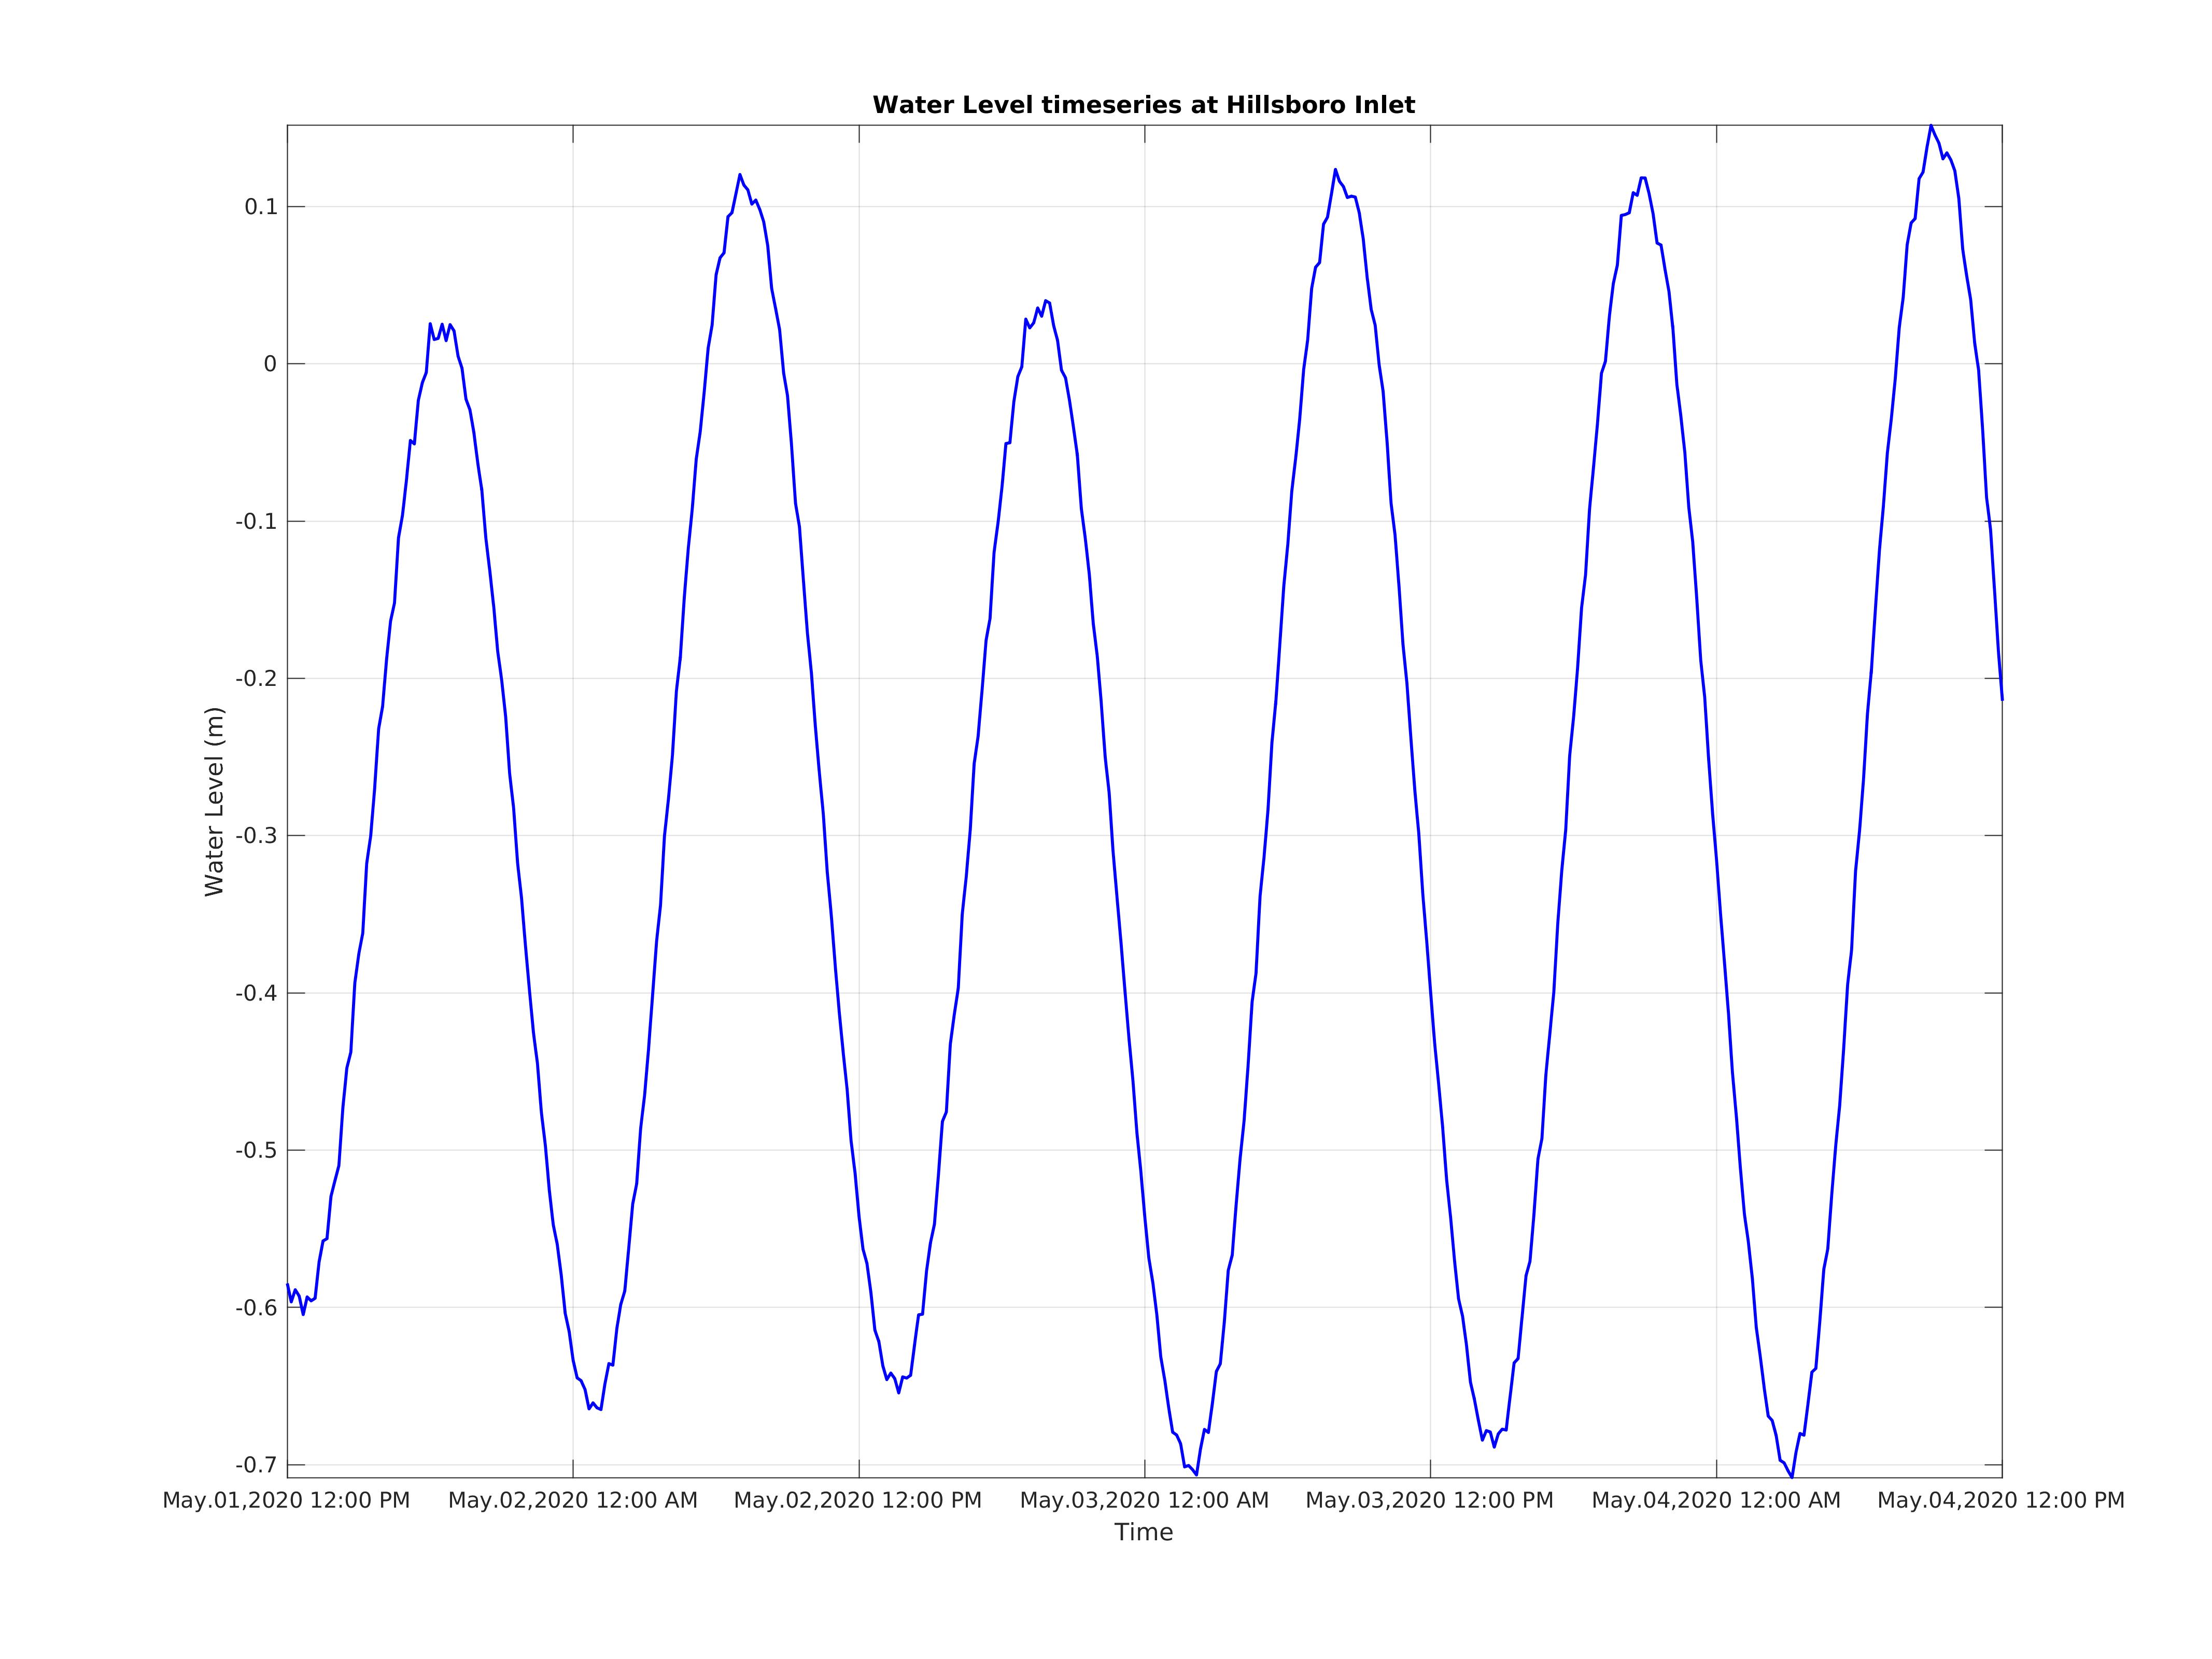 Water Level timeseries at Hillsboro Inlet
Water Level (m)
0.1
0
-0.1
-0.2
-0.3
-0.4
-0.5
-0.6
-0.7
May.01,2020 12:00 PM May.02,2020 12:00 AM May.02,2020 12:00 PM May.03,2020 12:00 AM May.03,2020 12:00 PM May.04,2020 12:00 AM May.04,2020 12:00 PM
Time